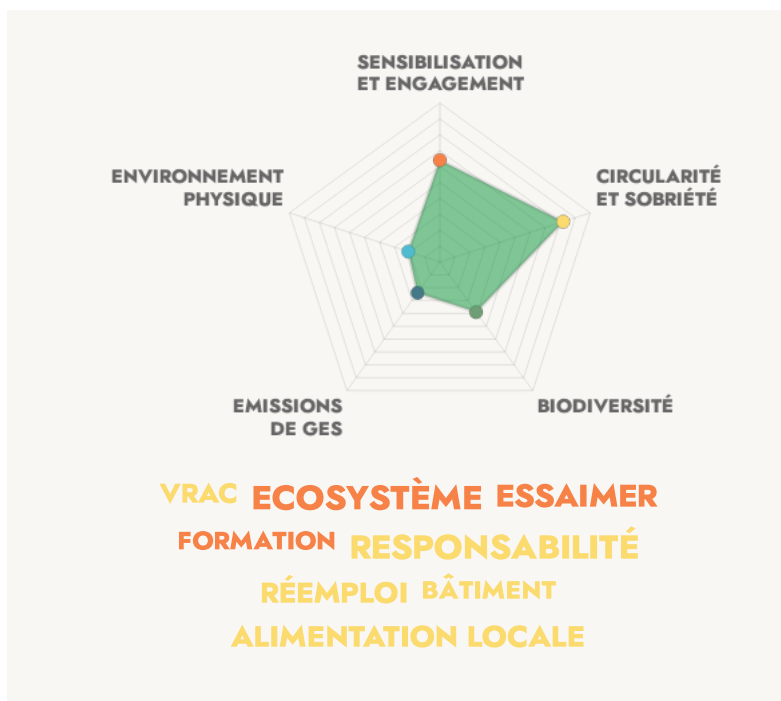 SENSIBILISATION
ET ENGAGEMENT
ENVIRONNEMENT
PHYSIQUE
CIRCULARITÉ
ET SOBRIÉTÉ
EMISSIONS
DE GES
BIODIVERSITÉ
VRAC ECOSYSTÈME ESSAIMER
FORMATION RESPONSABILITÉ
RÉEMPLOI BÂTIMENT
ALIMENTATION LOCALE